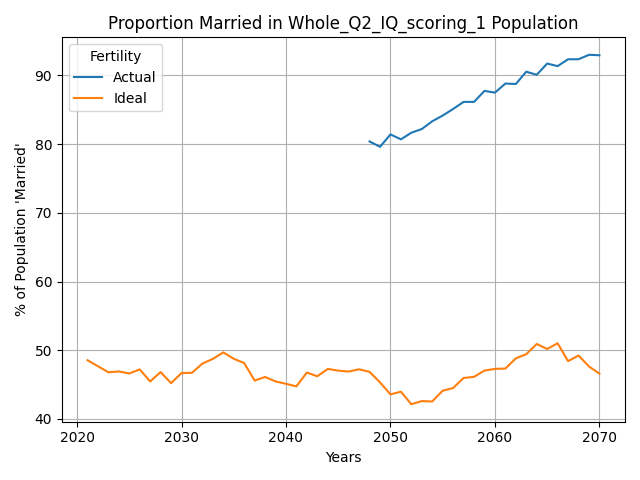 Proportion Married in Whole_Q2_IQ_scoring_1 Population
Fertility
Actual
Ideal
% of Population 'Married'
90
80
70
60
50
40
2020
2030
2040
2050
2060
2070
Years